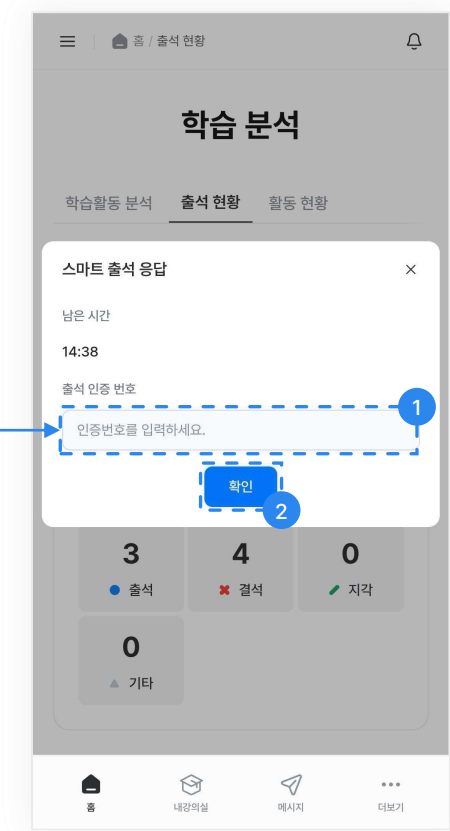 홈 / 출석 현황
학습 분석
학습활동 분석 출석 현황 활동 현황
스마트 출석 응답
남은 시간
14:38
출석 인증 번호
1
인증번호를 입력하세요.
확인
2
3 4 0
출석 결석 지각
0
기타
홈 내강의실 메시지 더보기